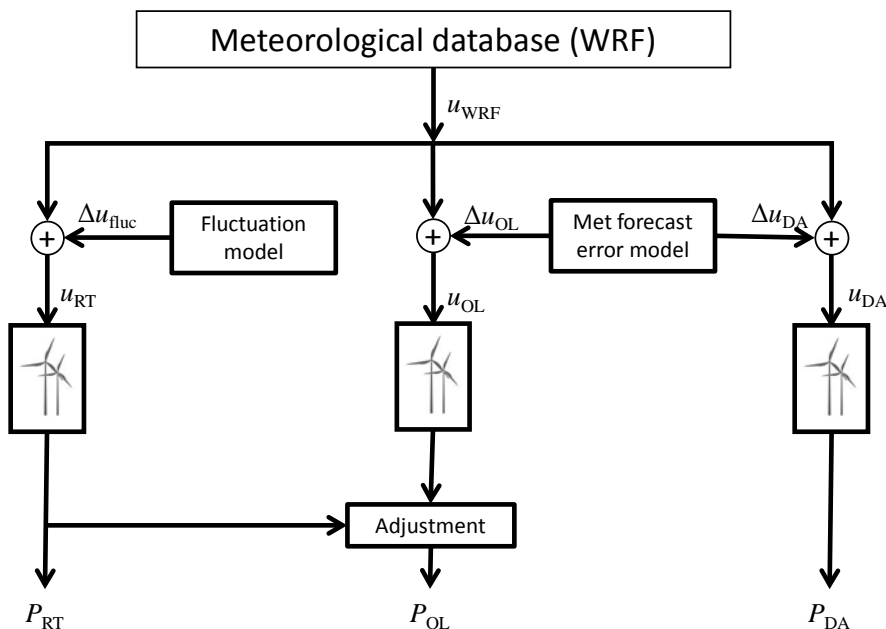 Meteorological database (WRF)
u_WRF
Δu_fluc
Fluctuation
model
Δu_OL
Met forecast
error model
Δu_DA
+
+
+
u_RT
u_OL
u_DA
Adjustment
P_RT
P_OL
P_DA